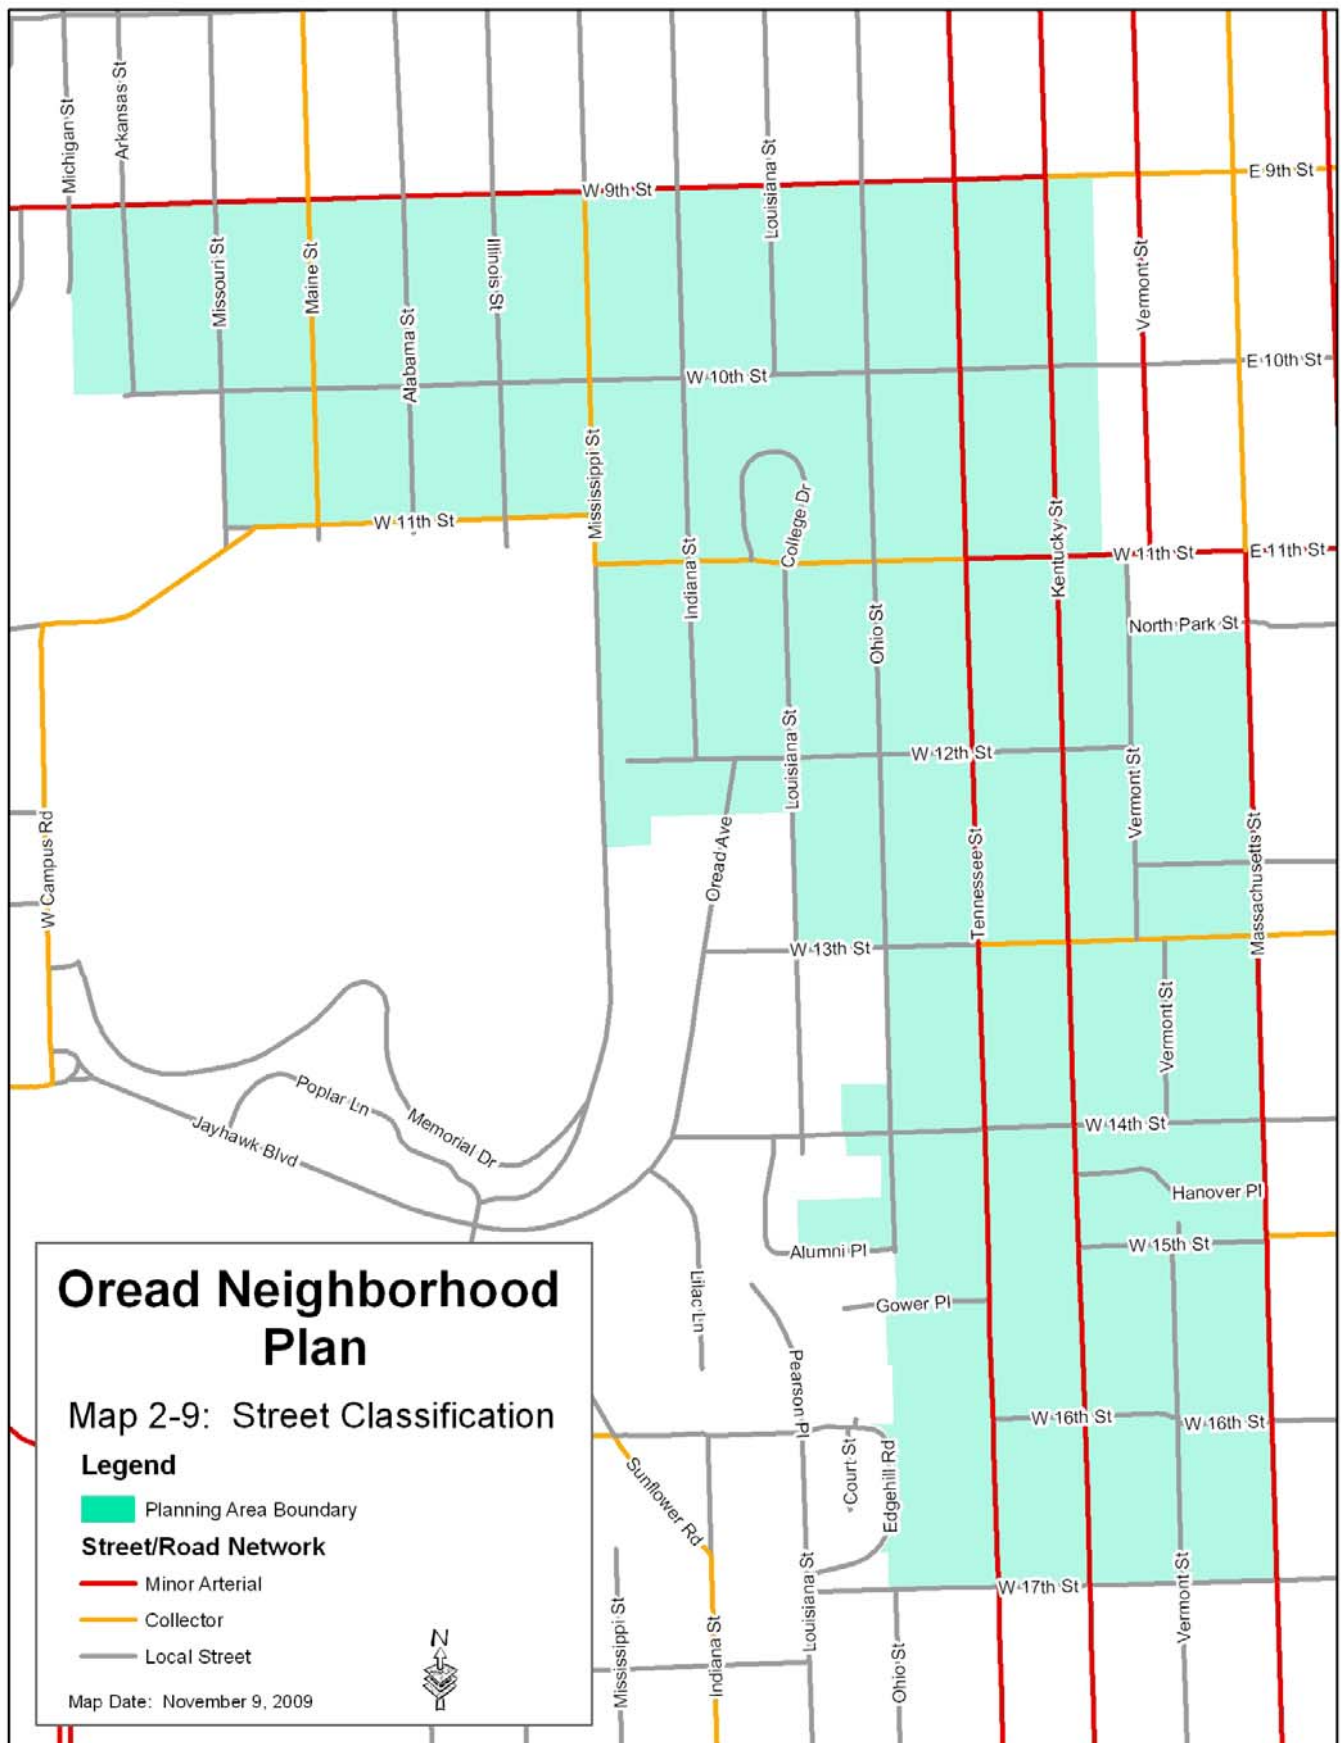 Michigan St
Arkansas St
Missouri St
Maine St
Alabama St
Illinois St
W 9th St
Louisiana St
Vermont St
E 9th St
W 10th St
E 10th St
Mississippi St
W 11th St
Indiana St
College Dr
Ohio St
Kentucky St
W 11th St
E 11th St
North Park St
Louisiana St
W 12th St
Vermont St
W Campus Rd
Oread Ave
Tennessee St
Massachusetts St
W 13th St
Vermont St
Poplar Ln
Memorial Dr
Jayhawk Blvd
W 14th St
Hanover Pl
Alumni Pl
W 15th St
Lilac Ln
Gower Pl
Pearson Pl
W 16th St
W 16th St
Court St
Edgehill Rd
Sunflower Rd
Louisiana St
W 17th St
Vermont St
Mississippi St
Indiana St
Ohio St
Oread Neighborhood
Plan
Map 2-9: Street Classification
Legend
Planning Area Boundary
Street/Road Network
Minor Arterial
Collector
Local Street
N
Map Date: November 9, 2009